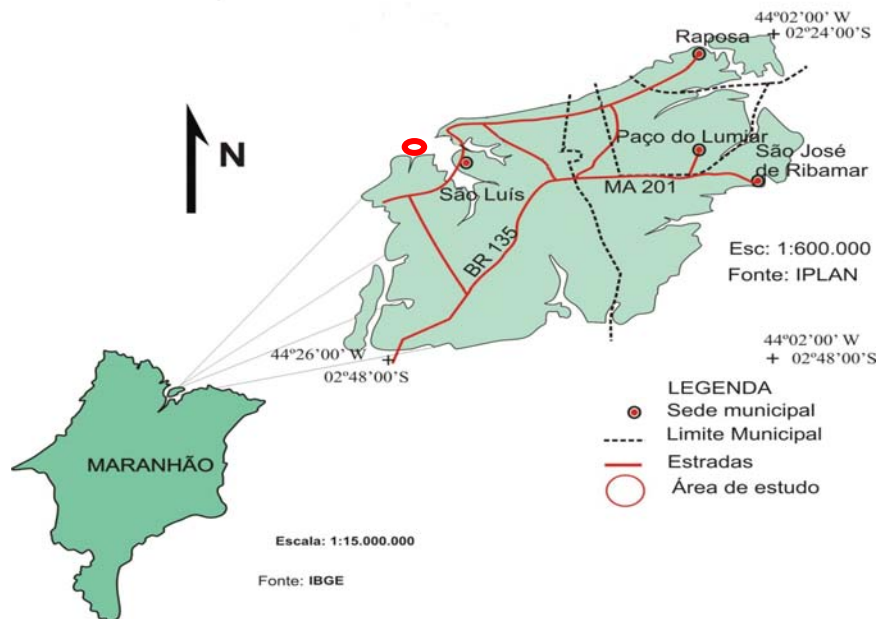 44º02'00'' W
02º24'00''S
Raposa
N
Paço do Lumiar
São José
de Ribamar
São Luís
MA 201
BR 135
Esc: 1:600.000
Fonte: IPLAN
44º26'00'' W
02º48'00''S
44º02'00'' W
02º48'00''S
LEGENDA
Sede municipal
Limite Municipal
Estradas
Área de estudo
MARANHÃO
Escala: 1:15.000.000
Fonte: IBGE